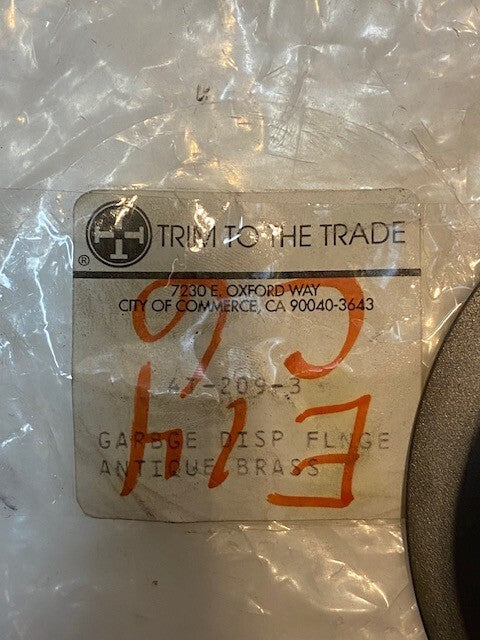 ® TRIM TO THE TRADE
7230 E. OXFORD WAY
CITY OF COMMERCE, CA 90040-3643
47-209-3
GARBGE DISP FLNGE
ANTIQUE BRASS